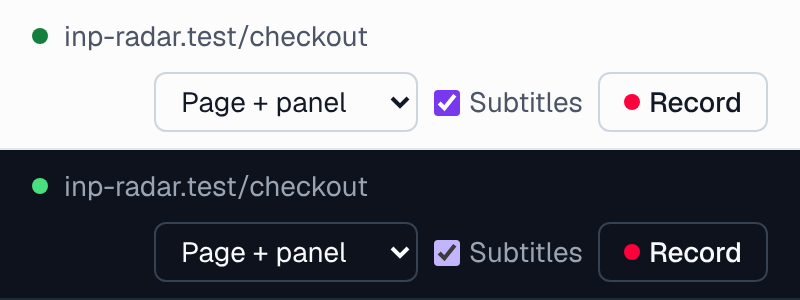 inp-radar.test/checkout
Page + panel Subtitles Record
inp-radar.test/checkout
Page + panel Subtitles Record